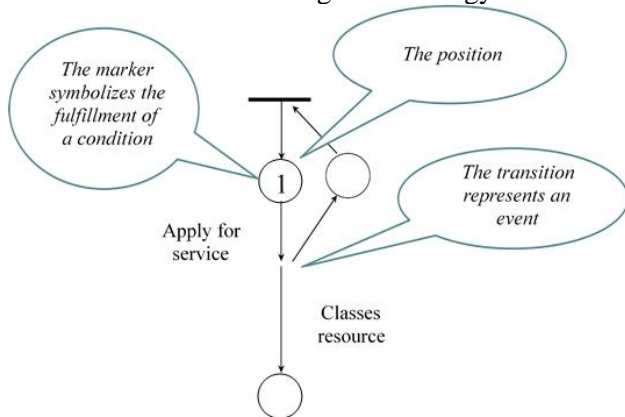 The marker
symbolizes the
fulfillment of
a condition
The position
1
The transition
represents an
event
Apply for
service
Classes
resource